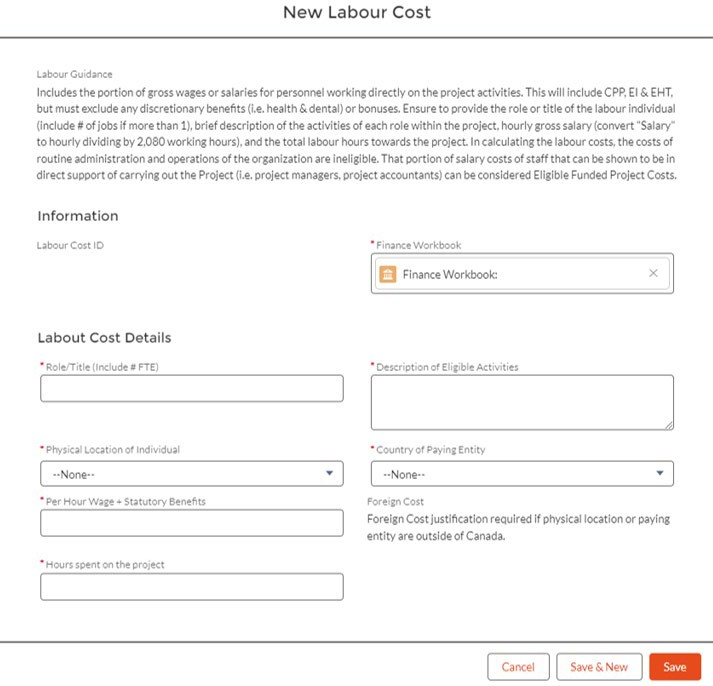 New Labour Cost
Labour Guidance
Includes the portion of gross wages or salaries for personnel working directly on the project activities. This will include CPP, EI & EHT,
but must exclude any discretionary benefits (i.e. health & dental) or bonuses. Ensure to provide the role or title of the labour individual
(include # of jobs if more than 1), brief description of the activities of each role within the project, hourly gross salary (convert "Salary"
to hourly dividing by 2,080 working hours), and the total labour hours towards the project. In calculating the labour costs, the costs of
routine administration and operations of the organization are ineligible. That portion of salary costs of staff that can be shown to be in
direct support of carrying out the Project (i.e. project managers, project accountants) can be considered Eligible Funded Project Costs.
Information
Labour Cost ID
* Finance Workbook
Finance Workbook:
Labout Cost Details
* Role/Title (Include # FTE)
* Description of Eligible Activities
* Physical Location of Individual
* Country of Paying Entity
--None--
--None--
* Per Hour Wage + Statutory Benefits
Foreign Cost
Foreign Cost justification required if physical location or paying
entity are outside of Canada.
* Hours spent on the project
Cancel
Save & New
Save